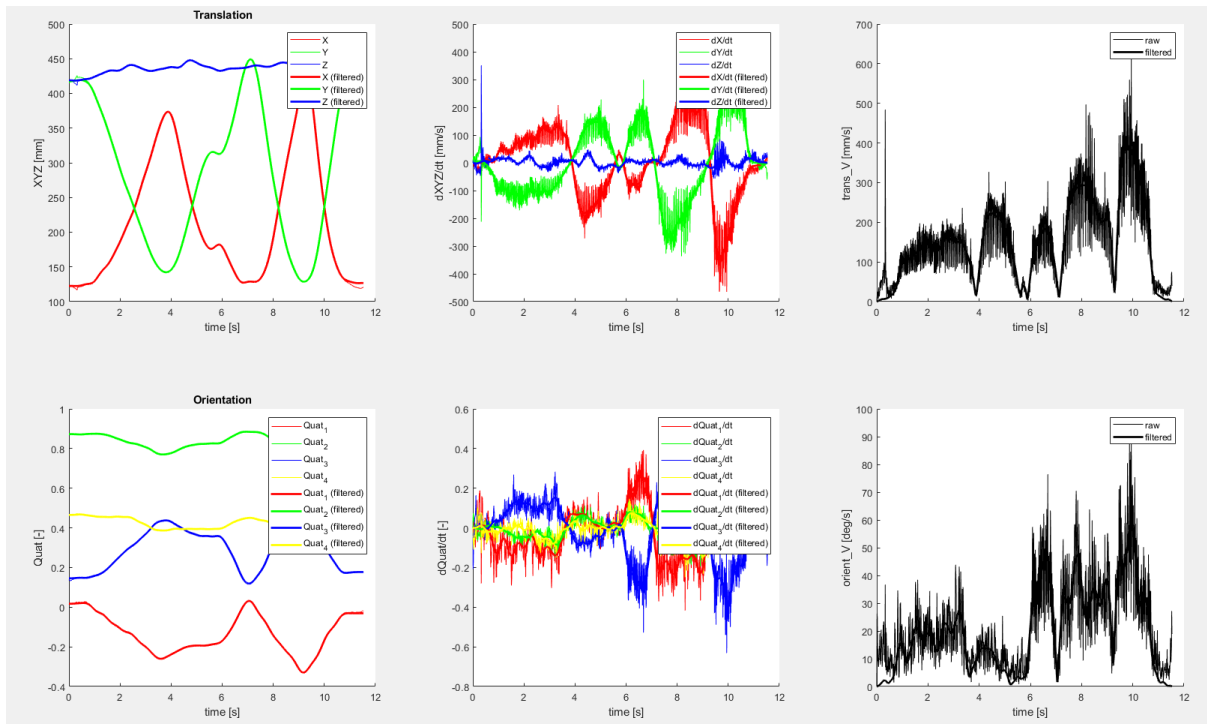 Translation
500
450
400
350
300
250
200
150
100
0
2
4
6
8
10
12
XYZ [mm]
time [s]
X
Y
Z
X (filtered)
Y (filtered)
Z (filtered)
500
400
300
200
100
0
-100
-200
-300
-400
-500
0
2
4
6
8
10
12
dXYZ/dt [mm/s]
time [s]
dX/dt
dY/dt
dZ/dt
dX/dt (filtered)
dY/dt (filtered)
dZ/dt (filtered)
800
700
600
500
400
300
200
100
0
0
2
4
6
8
10
12
trans_V [mm/s]
time [s]
raw
filtered
Orientation
1
0.8
0.6
0.4
0.2
0
-0.2
-0.4
0
2
4
6
8
10
12
Quat [-]
time [s]
Quat1
Quat2
Quat3
Quat4
Quat1 (filtered)
Quat2 (filtered)
Quat3 (filtered)
Quat4 (filtered)
0.6
0.4
0.2
0
-0.2
-0.4
-0.6
-0.8
0
2
4
6
8
10
12
dQuat/dt [-]
time [s]
dQuat1/dt
dQuat2/dt
dQuat3/dt
dQuat4/dt
dQuat1/dt (filtered)
dQuat2/dt (filtered)
dQuat3/dt (filtered)
dQuat4/dt (filtered)
100
90
80
70
60
50
40
30
20
10
0
0
2
4
6
8
10
12
orient_V [deg/s]
time [s]
raw
filtered